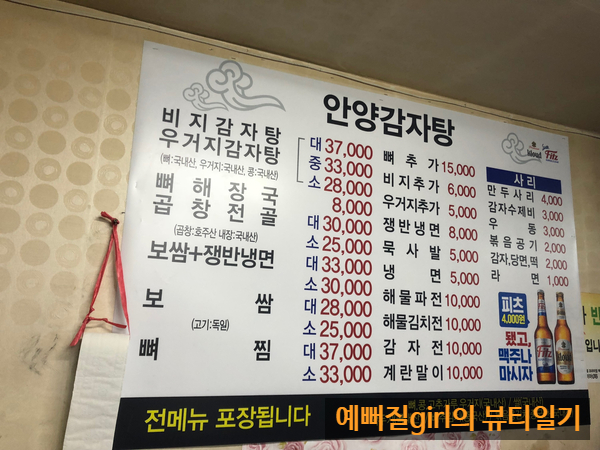 안양감자탕
비지감자탕
우거지감자탕
(뼈:국내산, 우거지:국내산, 콩:국내산)
대 37,000
중 33,000
소 28,000
뼈해장국 8,000
곱창전골
(곱창:호주산 내장:국내산)
대 30,000
소 25,000
보쌈+쟁반냉면
대 33,000
소 30,000
보쌈
(고기:독일)
대 28,000
소 25,000
뼈찜
대 37,000
소 33,000
뼈추가 15,000
비지추가 6,000
우거지추가 5,000
쟁반냉면 8,000
묵사발 5,000
냉면 5,000
해물파전 10,000
해물김치전 10,000
감자전 10,000
계란말이 10,000
kloud Fitz
사리
만두사리 4,000
감자수제비 3,000
우동 3,000
볶음공기 2,000
감자,당면,떡 2,000
라면 1,000
피츠
4,000원
됐고,
맥주나
마시자
Fitz
kloud
전메뉴 포장됩니다
예뻐질girl의 뷰티일기